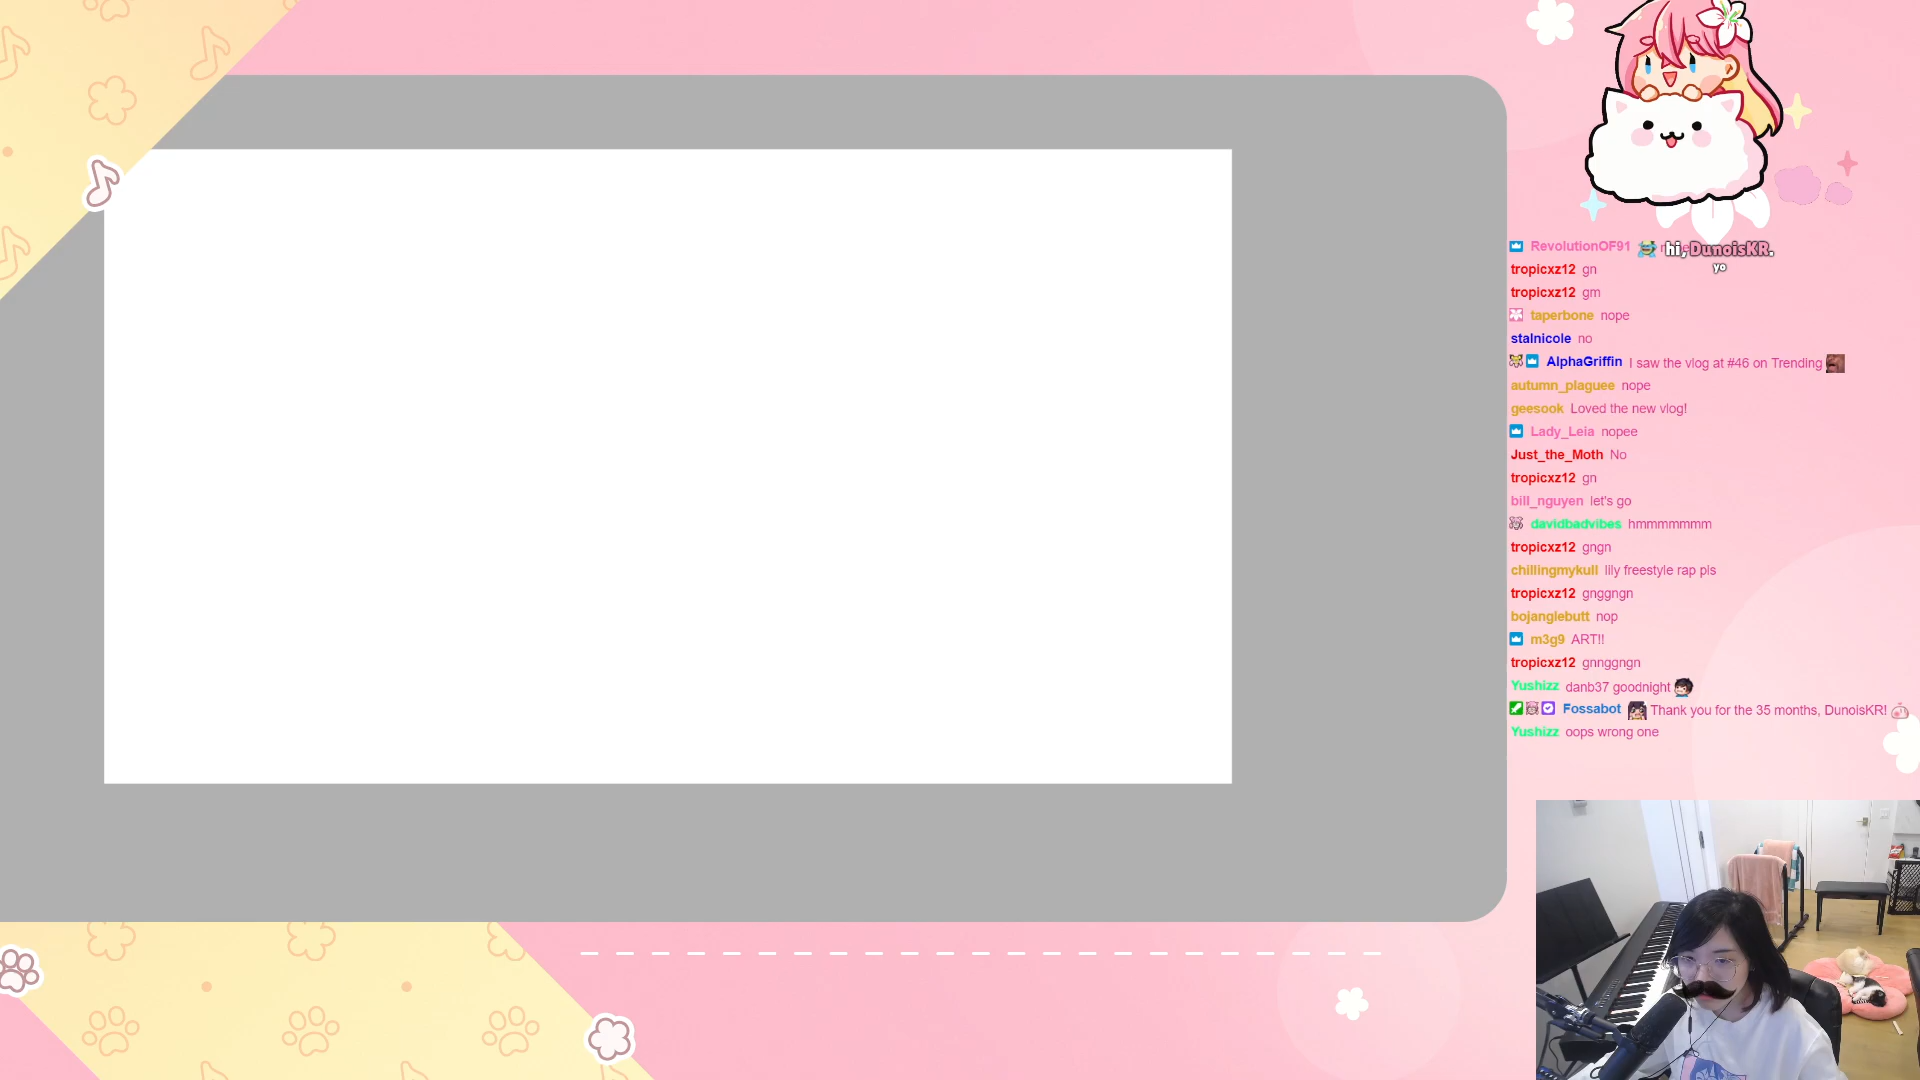 RevolutionOF91
hi, DunoisKR.
yo
tropicxz12 gn
tropicxz12 gm
taperbone nope
stalnicole no
AlphaGriffin I saw the vlog at #46 on Trending
autumn_plaguee nope
geesook Loved the new vlog!
Lady_Leia nopee
Just_the_Moth No
tropicxz12 gn
bill_nguyen let's go
davidbadvibes hmmmmmmm
tropicxz12 gngn
chillingmykull lily freestyle rap pls
tropicxz12 gnggngn
bojanglebutt nop
m3g9 ART!!
tropicxz12 gnnggngn
Yushizz danb37 goodnight
Fossabot Thank you for the 35 months, DunoisKR!
Yushizz oops wrong one